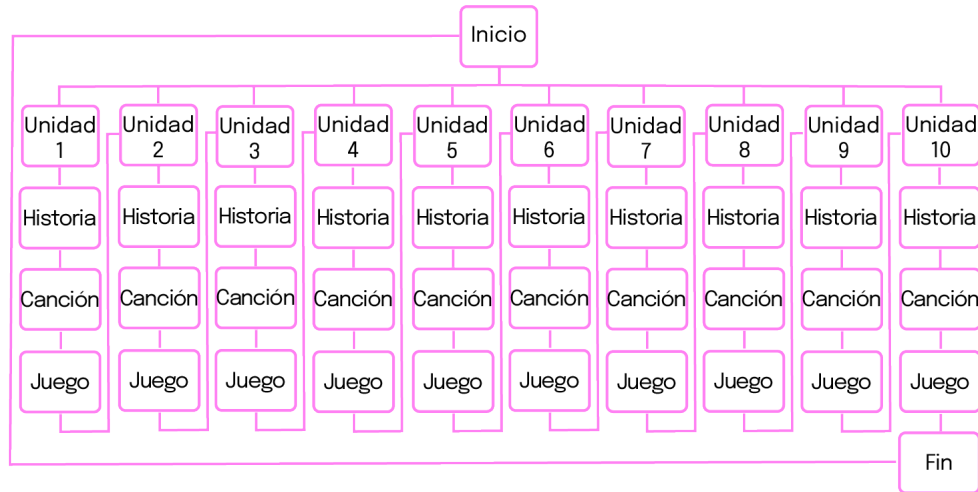 Inicio
Unidad Unidad Unidad Unidad Unidad Unidad Unidad Unidad Unidad Unidad
1 2 3 4 5 6 7 8 9 10
Historia Historia Historia Historia Historia Historia Historia Historia Historia Historia
Canción Canción Canción Canción Canción Canción Canción Canción Canción Canción
Juego Juego Juego Juego Juego Juego Juego Juego Juego Juego
Fin